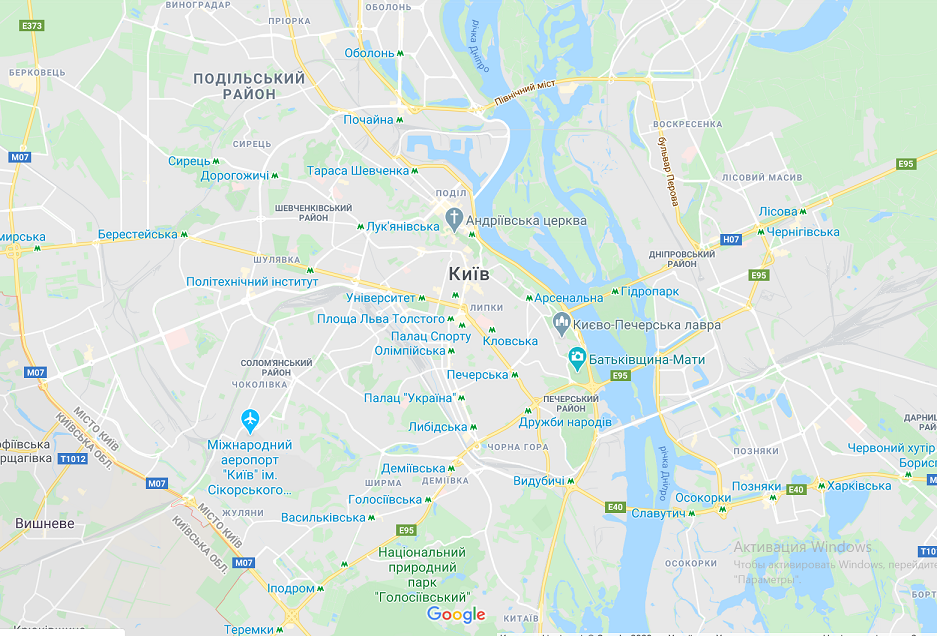 ВИНОГРАДАР
ОБОЛОНЬ
ПРІОРКА
E373
річка Дніпро
Оболонь
БЕРКОВЕЦЬ
ПОДІЛЬСЬКИЙ
РАЙОН
Північний міст
Почайна
ВОСКРЕСЕНКА
бульвар Перова
СИРЕЦЬ
M07
Сирець
E95
Дорогожичі
Тараса Шевченка
ЛІСОВИЙ МАСИВ
ПОДІЛ
ШЕВЧЕНКІВСЬКИЙ
РАЙОН
Лісова
Андріївська церква
Лук'янівська
Чернігівська
Берестейська
мирська
H07
ДНІПРОВСЬКИЙ
РАЙОН
ШУЛЯВКА
Київ
E95
Політехнічний інститут
Університет
Арсенальна
Гідропарк
ЛИПКИ
Площа Льва Толстого
Києво-Печерська лавра
Палац Спорту
Кловська
Олімпійська
Батьківщина-Мати
СОЛОМ'ЯНСЬКИЙ
РАЙОН
ЧОКОЛІВКА
M07
Печерська
E95
Палац "Україна"
ПЕЧЕРСЬКИЙ
РАЙОН
МІСТО КИЇВ
КИЇВСЬКА ОБЛ.
Дружби народів
ДАРНИ
РАЙ
Либідська
офіївська
рщагівка
T1012
Міжнародний
аеропорт
"Київ" ім.
Сікорського...
ЧОРНА ГОРА
ПОЗНЯКИ
Червоний хутір
Борис
Деміївська
ШИРМА
ДЕМІЇВКА
M07
Видубичі
річка Дніпро
Позняки
E40
Харківська
M
Осокорки
Голосіївська
ЖУЛЯНИ
МІСТО КИЇВ
КИЇВСЬКА ОБЛ.
E40
Славутич
Васильківська
Вишневе
E95
Активация Windows
Чтобы активировать Windows, перейдите
"Параметры".
T10
Національний
природний
парк
"Голосіївський"
M07
ОСОКОРКИ
Іподром
БОРТ
Google
КИТАЇВ
Теремки